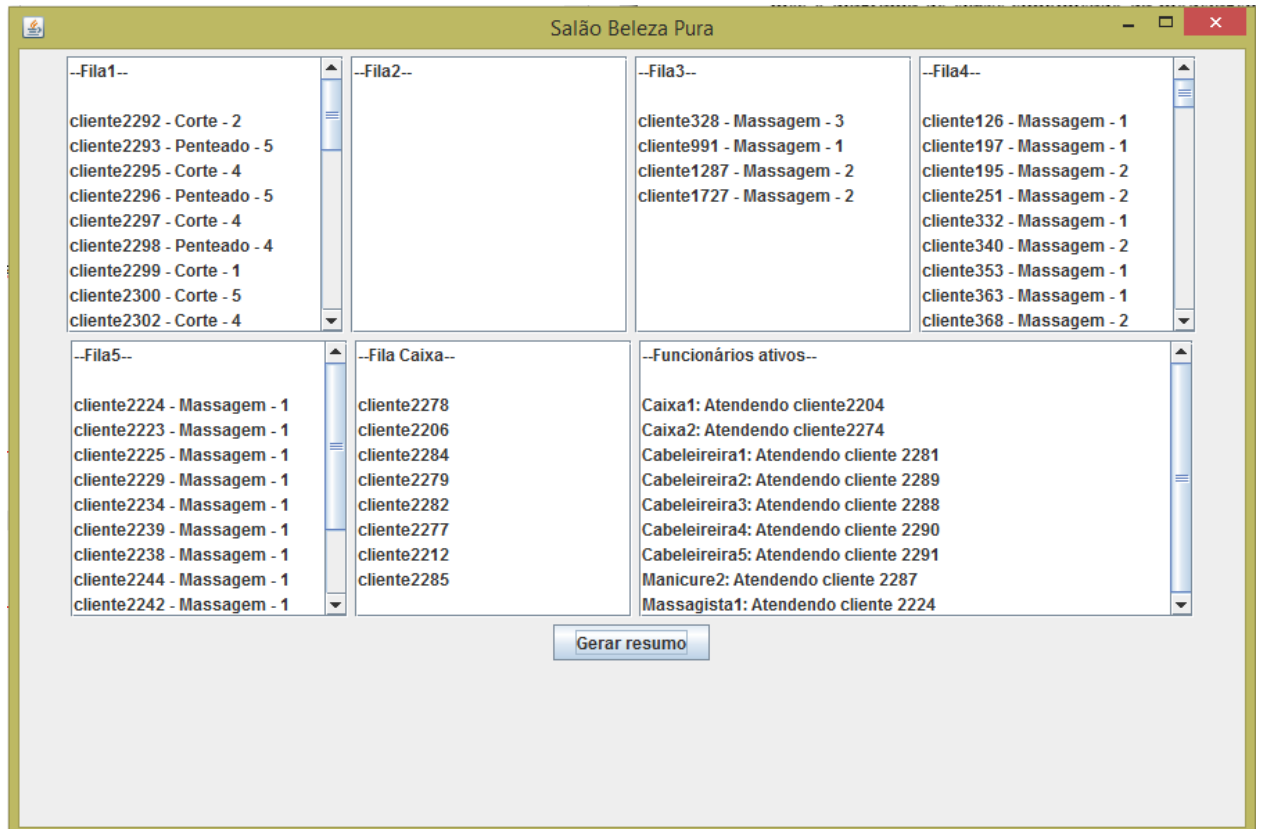 Salão Beleza Pura
--Fila1--
cliente2292 - Corte - 2
cliente2293 - Penteado - 5
cliente2295 - Corte - 4
cliente2296 - Penteado - 5
cliente2297 - Corte - 4
cliente2298 - Penteado - 4
cliente2299 - Corte - 1
cliente2300 - Corte - 5
cliente2302 - Corte - 4
--Fila2--
--Fila3--
cliente328 - Massagem - 3
cliente991 - Massagem - 1
cliente1287 - Massagem - 2
cliente1727 - Massagem - 2
--Fila4--
cliente126 - Massagem - 1
cliente197 - Massagem - 1
cliente195 - Massagem - 2
cliente251 - Massagem - 2
cliente332 - Massagem - 1
cliente340 - Massagem - 2
cliente353 - Massagem - 1
cliente363 - Massagem - 1
cliente368 - Massagem - 2
--Fila5--
cliente2224 - Massagem - 1
cliente2223 - Massagem - 1
cliente2225 - Massagem - 1
cliente2229 - Massagem - 1
cliente2234 - Massagem - 1
cliente2239 - Massagem - 1
cliente2238 - Massagem - 1
cliente2244 - Massagem - 1
cliente2242 - Massagem - 1
--Fila Caixa--
cliente2278
cliente2206
cliente2284
cliente2279
cliente2282
cliente2277
cliente2212
cliente2285
--Funcionários ativos--
Caixa1: Atendendo cliente2204
Caixa2: Atendendo cliente2274
Cabeleireira1: Atendendo cliente 2281
Cabeleireira2: Atendendo cliente 2289
Cabeleireira3: Atendendo cliente 2288
Cabeleireira4: Atendendo cliente 2290
Cabeleireira5: Atendendo cliente 2291
Manicure2: Atendendo cliente 2287
Massagista1: Atendendo cliente 2224
Gerar resumo